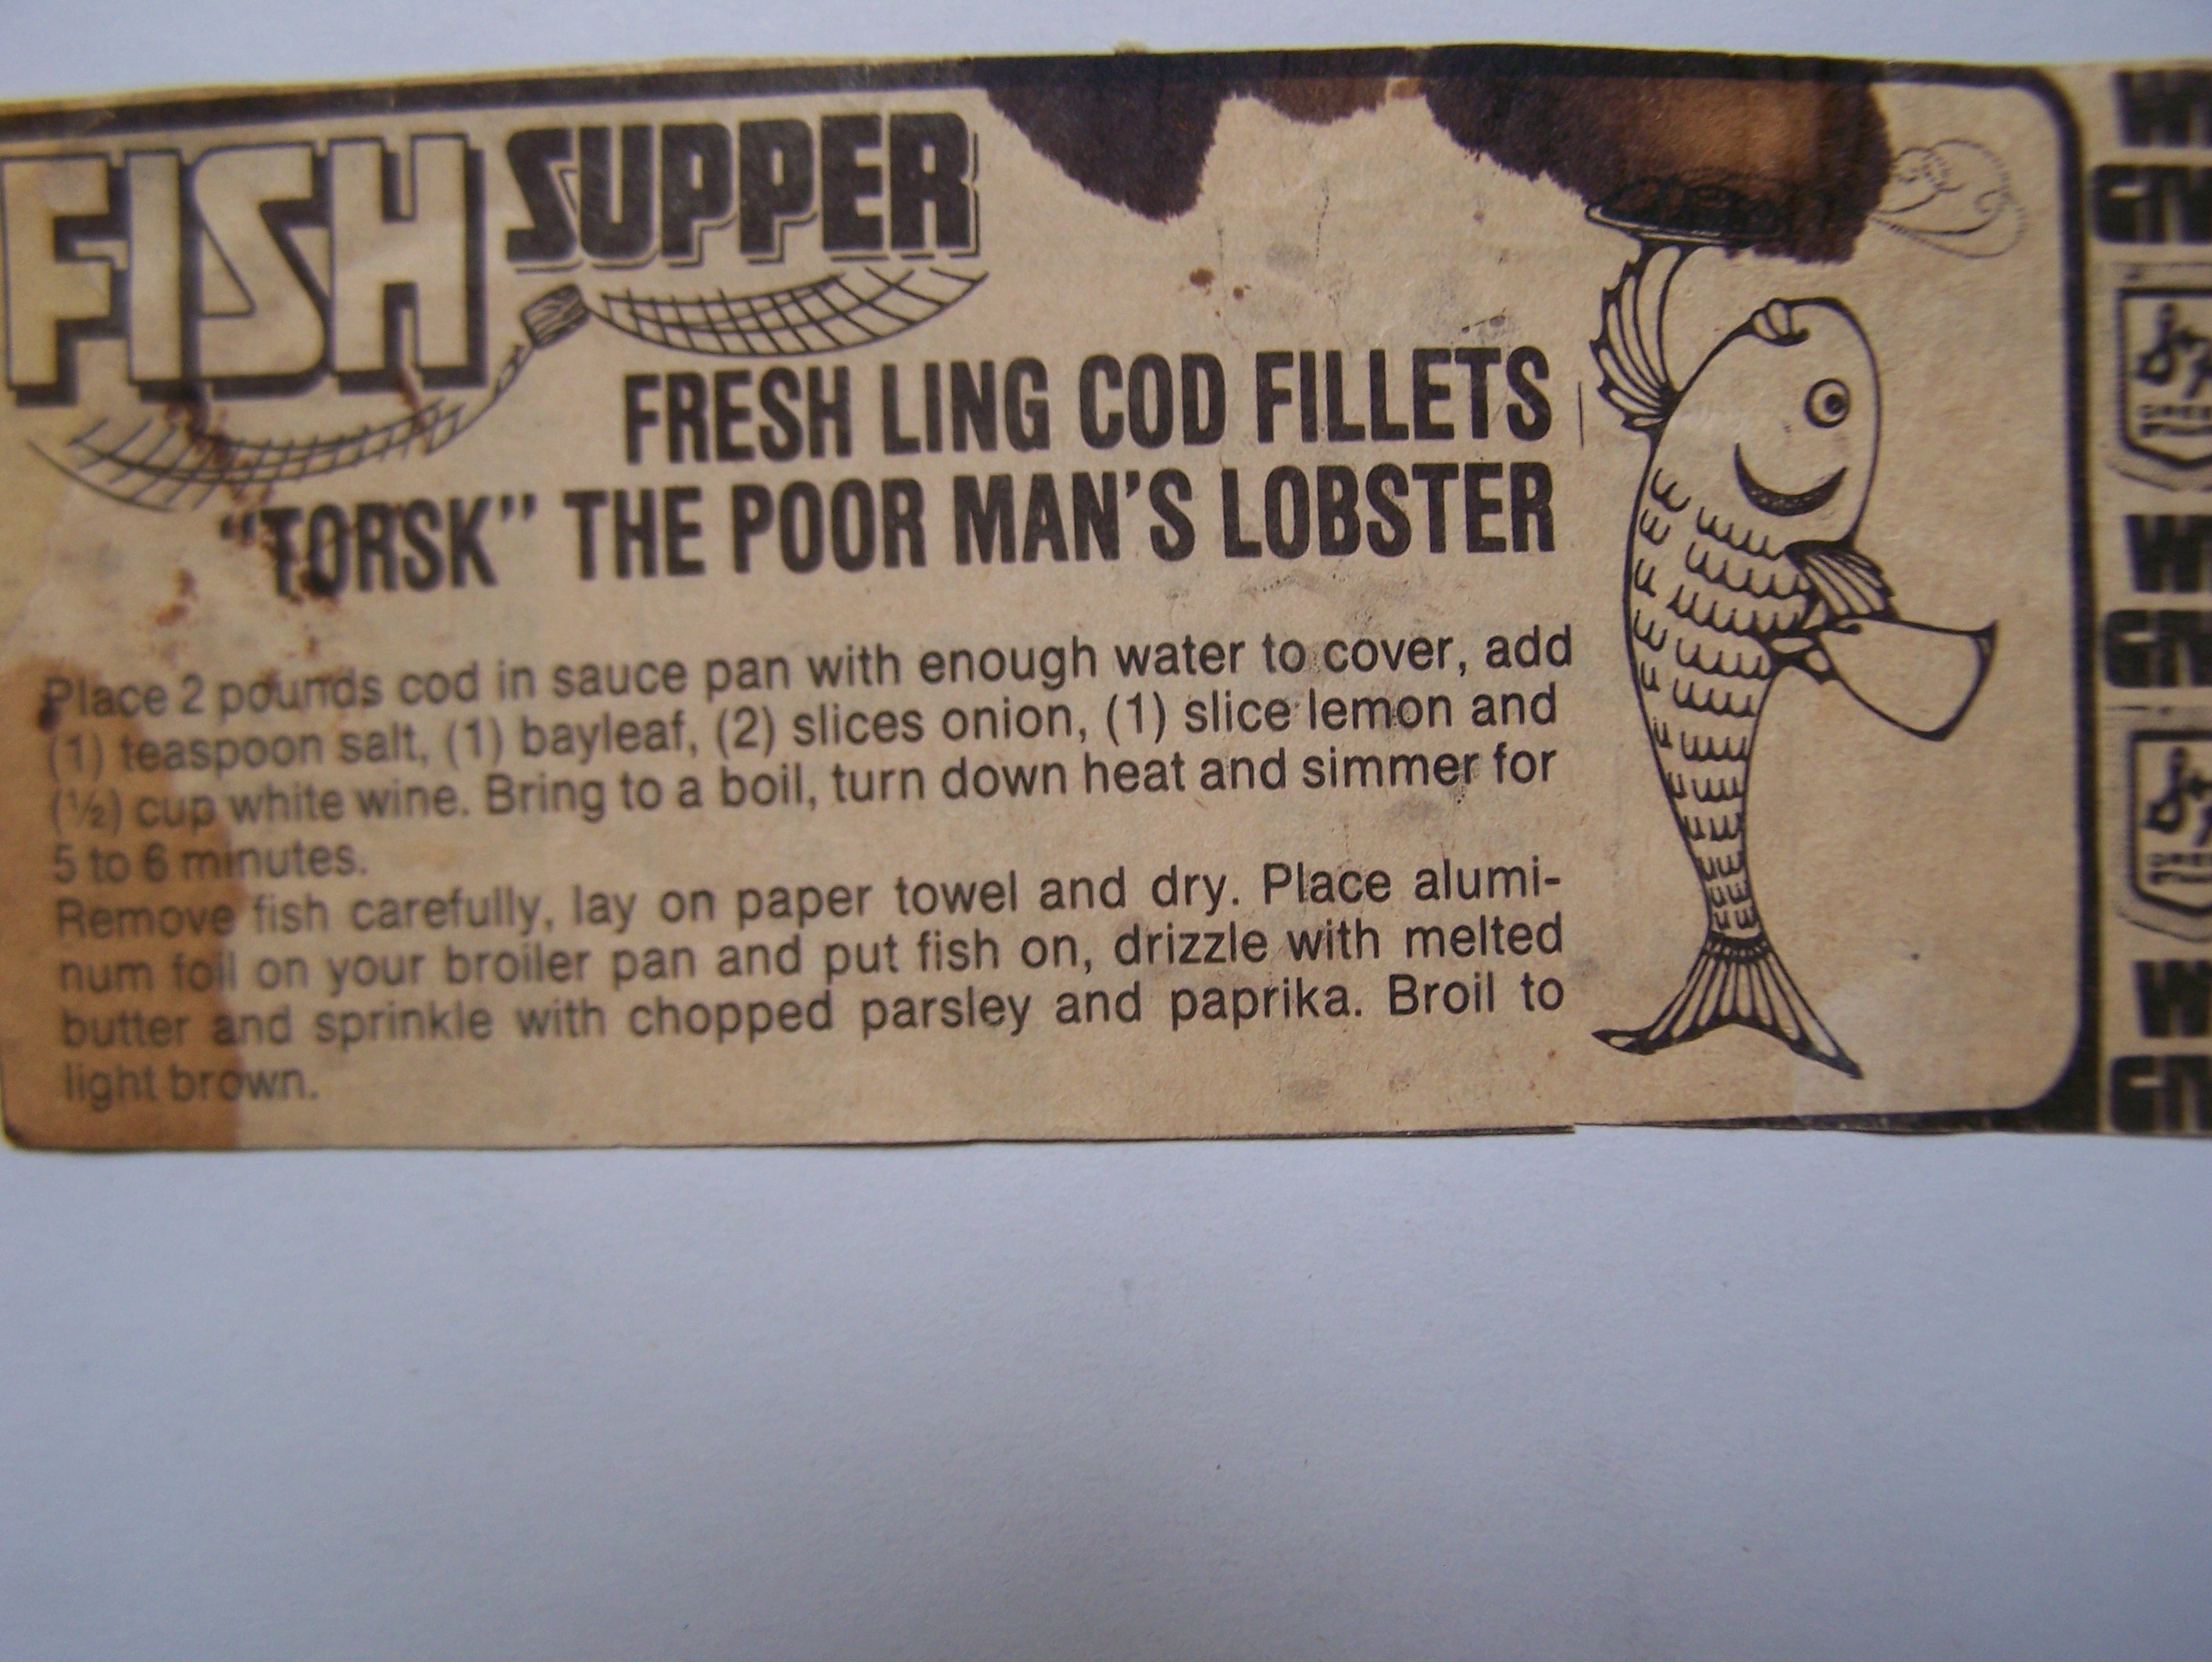 FISH SUPPER
FRESH LING COD FILLETS
"TORSK" THE POOR MAN'S LOBSTER
Place 2 pounds cod in sauce pan with enough water to cover, add
(1) teaspoon salt, (1) bayleaf, (2) slices onion, (1) slice lemon and
(½) cup white wine. Bring to a boil, turn down heat and simmer for
5 to 6 minutes.
Remove fish carefully, lay on paper towel and dry. Place alumi-
num foil on your broiler pan and put fish on, drizzle with melted
butter and sprinkle with chopped parsley and paprika. Broil to
light brown.